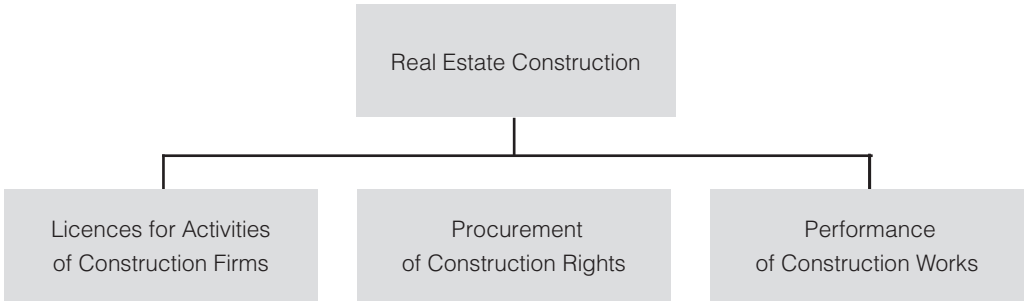 Real Estate Construction
Licences for Activities
of Construction Firms
Procurement
of Construction Rights
Performance
of Construction Works